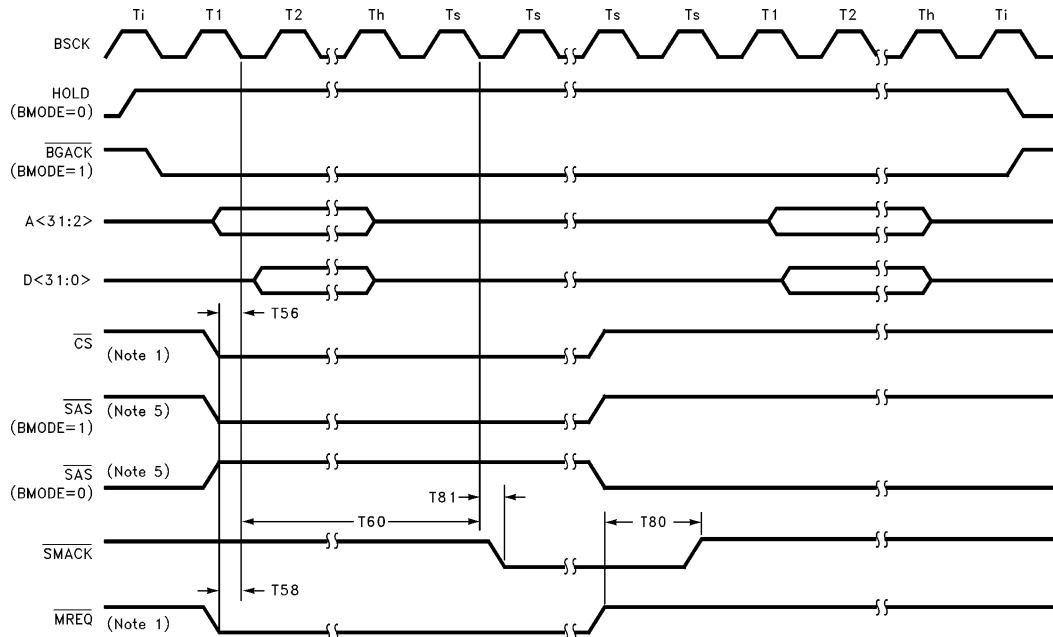 Ti T1 T2 Th Ts Ts Ts Ts T1 T2 Th Ti
BSCK
HOLD
(BMODE=0)
BGACK
(BMODE=1)
A<31:2>
D<31:0>
T56
CS (Note 1)
SAS (Note 5)
(BMODE=1)
SAS (Note 5)
(BMODE=0)
T81
T60
T80
SMACK
T58
MREQ (Note 1)